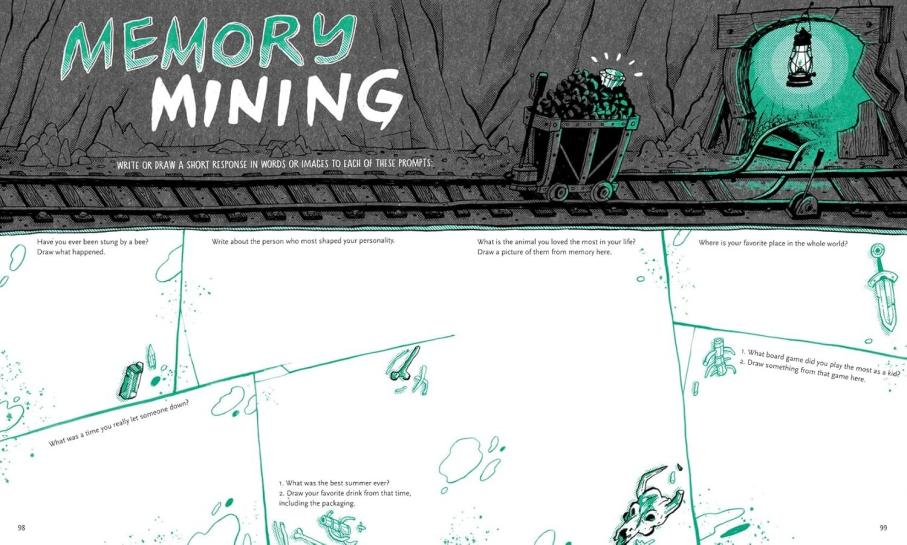 MEMORY
MINING
WRITE OR DRAW A SHORT RESPONSE IN WORDS OR IMAGES TO EACH OF THESE PROMPTS:
Have you ever been stung by a bee?
Draw what happened.
Write about the person who most shaped your personality.
What is the animal you loved the most in your life?
Draw a picture of them from memory here.
Where is your favorite place in the whole world?
1. What board game did you play the most as a kid?
2. Draw something from that game here.
What was a time you really let someone down?
1. What was the best summer ever?
2. Draw your favorite drink from that time,
including the packaging.
98
99